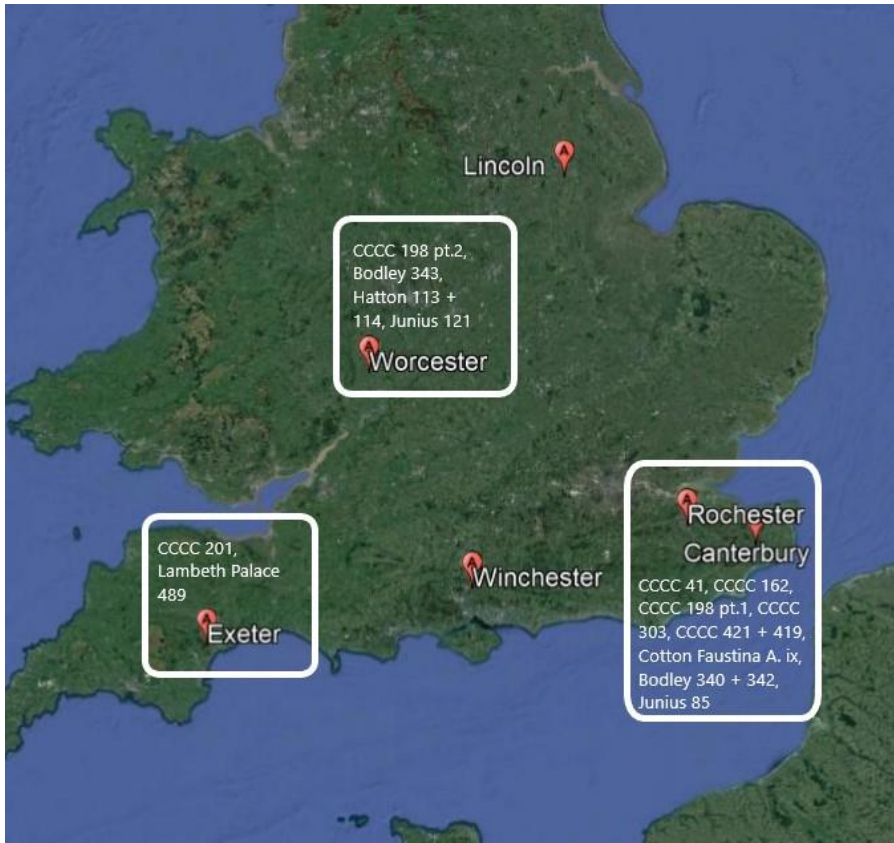 Lincoln
CCCC 198 pt.2,
Bodley 343,
Hatton 113 +
114, Junius 121
Worcester
Rochester
Canterbury
CCCC 41, CCCC 162,
CCCC 198 pt.1, CCCC
303, CCCC 421 + 419,
Cotton Faustina A. ix,
Bodley 340 + 342,
Junius 85
CCCC 201,
Lambeth Palace
489
Exeter
Winchester